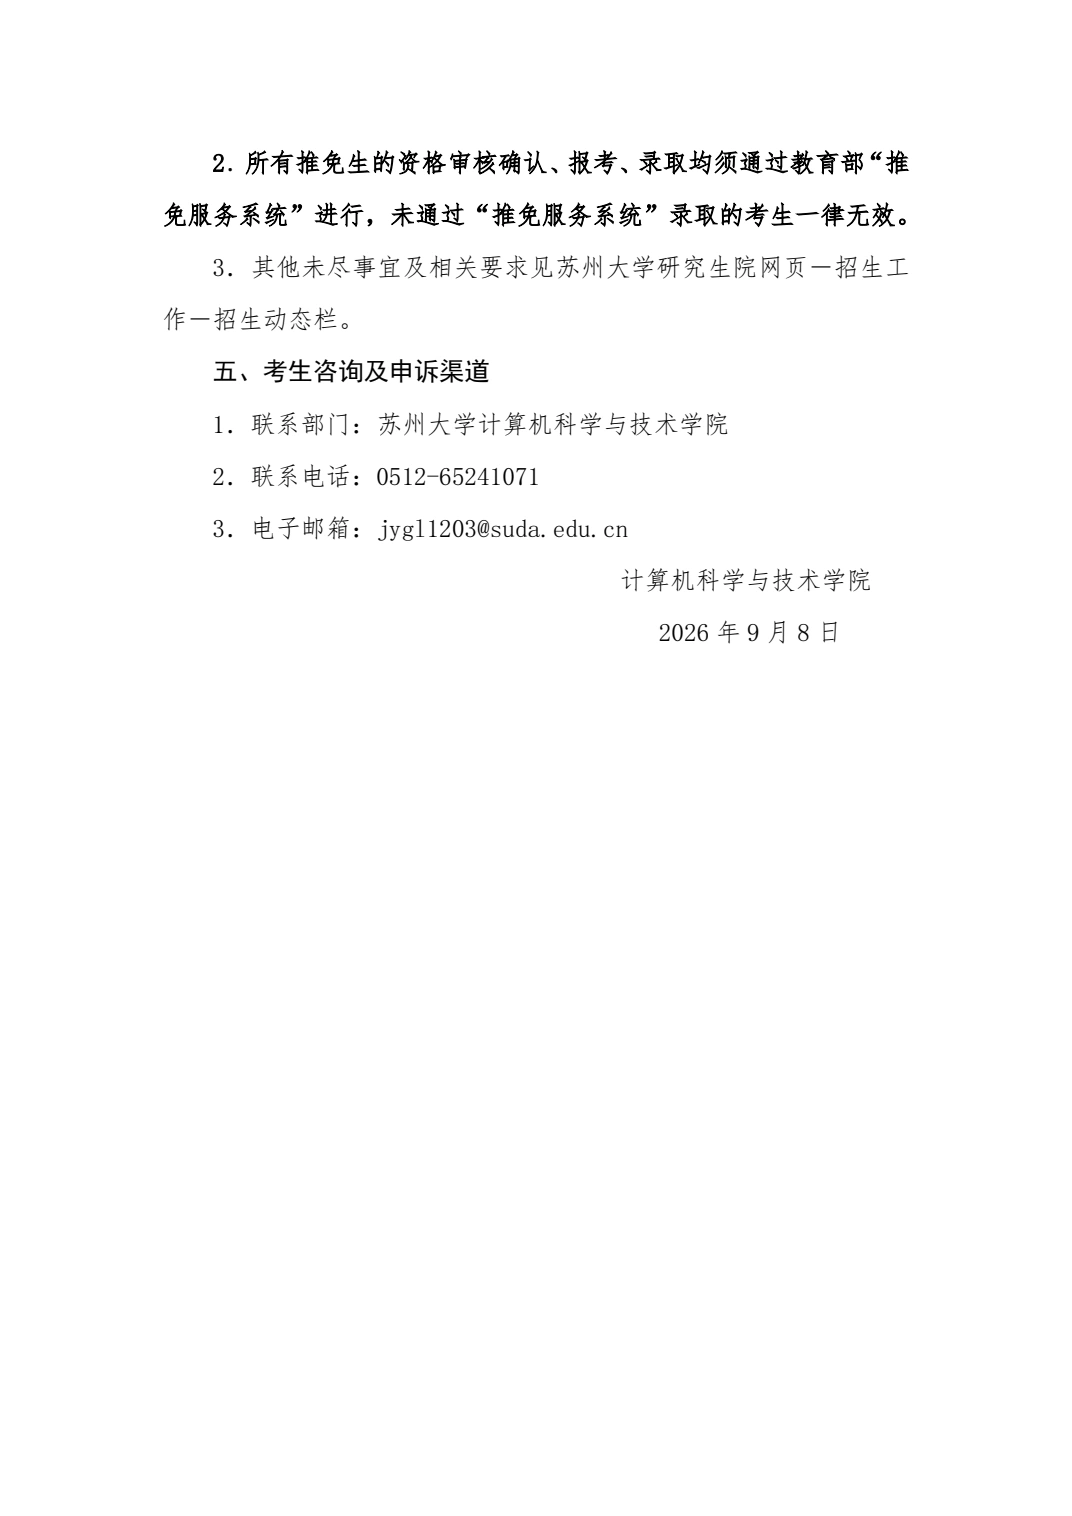 2. 所有推免生的资格审核确认、报考、录取均须通过教育部“推
免服务系统”进行，未通过“推免服务系统”录取的考生一律无效。
3. 其他未尽事宜及相关要求见苏州大学研究生院网页－招生工
作－招生动态栏。
五、考生咨询及申诉渠道
1. 联系部门：苏州大学计算机科学与技术学院
2. 联系电话：0512-65241071
3. 电子邮箱：jygl1203@suda.edu.cn
计算机科学与技术学院
2026 年 9 月 8 日